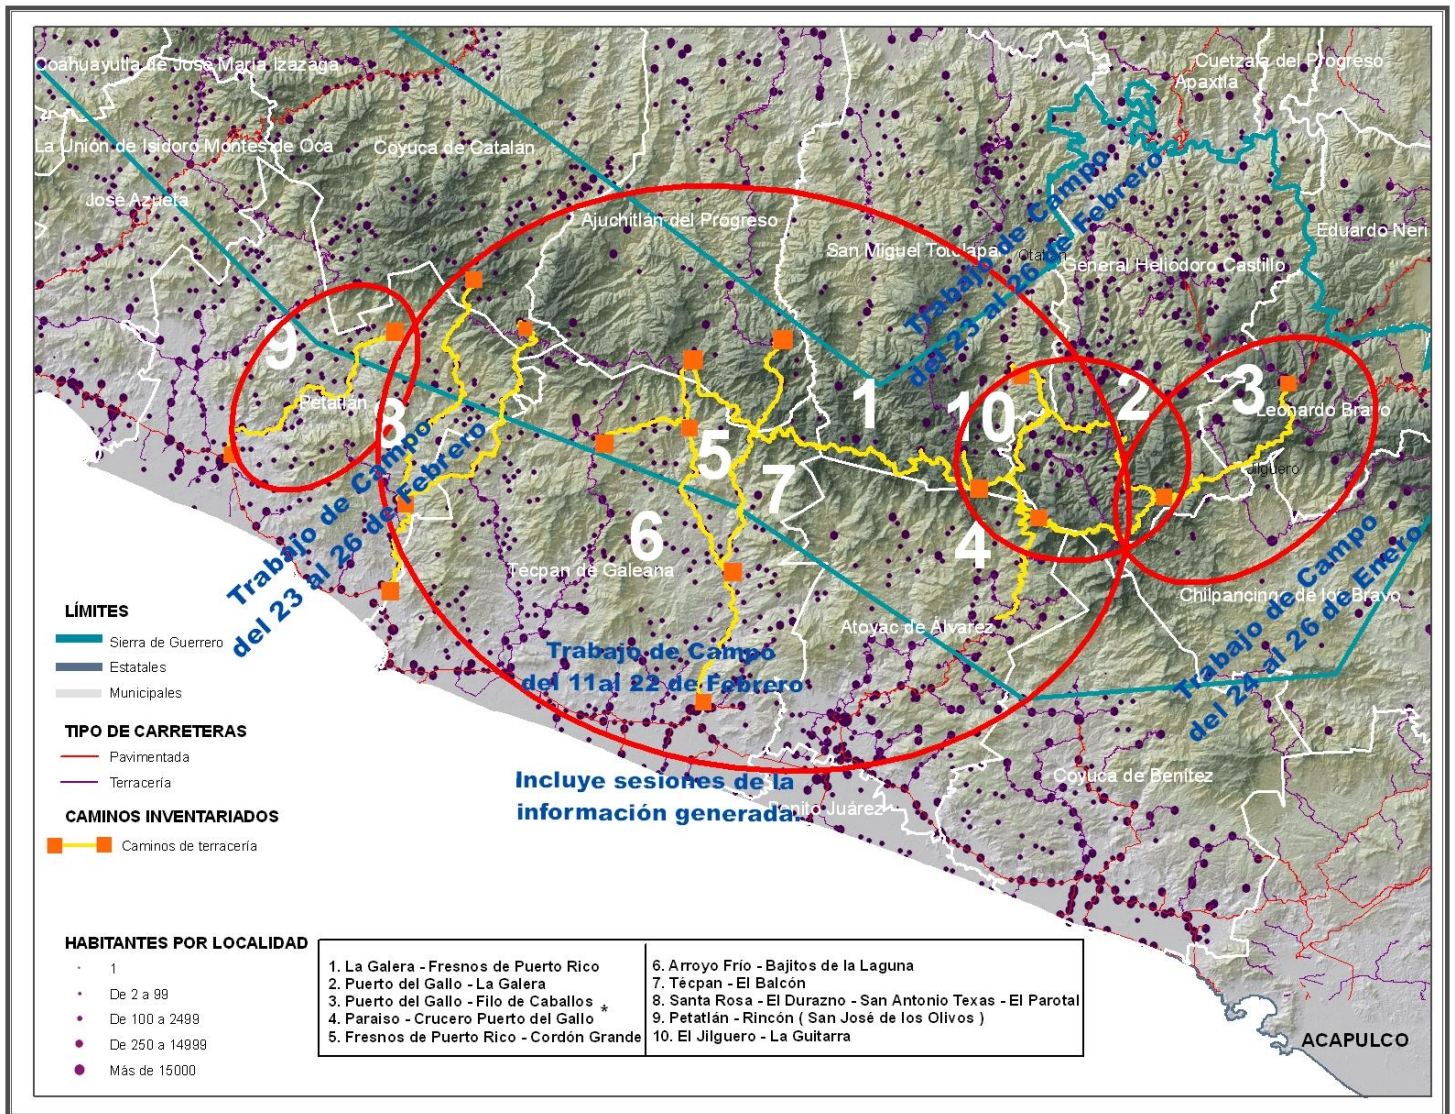 Coahuayutla de José María Izazaga
Cuetzala del Progreso
Apaxtla
La Unión de Isidoro Montes de Oca
Coyuca de Catalán
José Azueta
Ajuchitlán del Progreso
San Miguel Totolapan
Eduardo Neri
General Heliodoro Castillo
Trabajo de Campo
del 23 al 26 de Febrero
9
Petatlán
8
1
10
2
3
Leonardo Bravo
Jilguero
5
7
6
4
Técpan de Galeana
Atoyac de Álvarez
Chilpancingo de los Bravo
Trabajo de Campo
del 23 al 26 de Febrero
Trabajo de Campo
del 11al 22 de Febrero
Trabajo de Campo
del 24 al 26 de Enero
Incluye sesiones de la
información generada.
Coyuca de Benítez
Benito Juárez
ACAPULCO
LÍMITES
Sierra de Guerrero
Estatales
Municipales
TIPO DE CARRETERAS
Pavimentada
Terracería
CAMINOS INVENTARIADOS
Caminos de terracería
HABITANTES POR LOCALIDAD
1
De 2 a 99
De 100 a 2499
De 250 a 14999
Más de 15000
1. La Galera - Fresnos de Puerto Rico
2. Puerto del Gallo - La Galera
3. Puerto del Gallo - Filo de Caballos
4. Paraiso - Crucero Puerto del Gallo *
5. Fresnos de Puerto Rico - Cordón Grande
6. Arroyo Frío - Bajitos de la Laguna
7. Técpan - El Balcón
8. Santa Rosa - El Durazno - San Antonio Texas - El Parotal
9. Petatlán - Rincón ( San José de los Olivos )
10. El Jilguero - La Guitarra